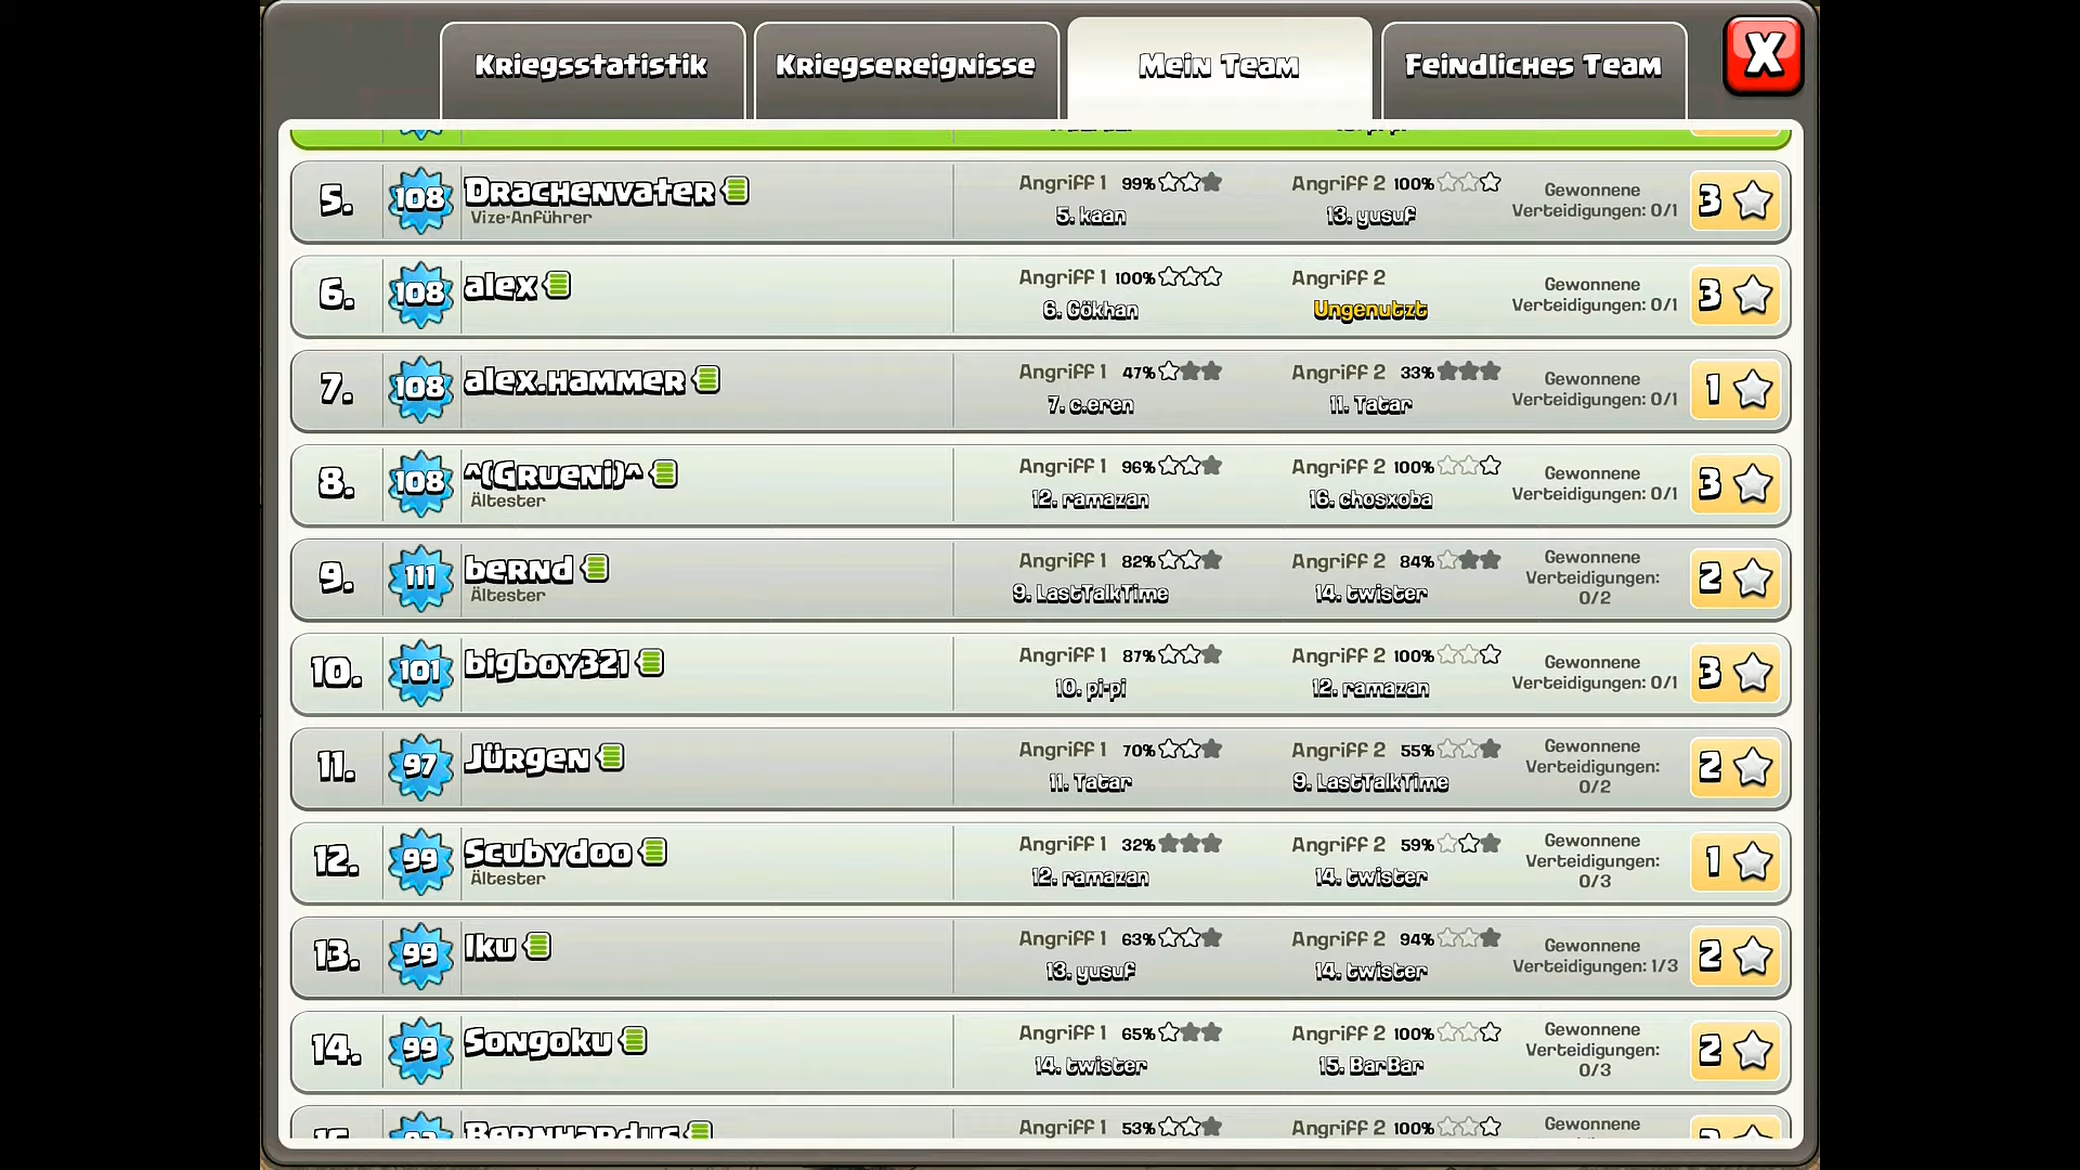 Kriegsstatistik
Kriegsereignisse
Mein Team
Feindliches Team
X
5.
108
Drachenvater
Vize-Anführer
Angriff 1 99%
5. kaan
Angriff 2 100%
13. yusuf
Gewonnene
Verteidigungen: 0/1
3
6.
108
alex
Angriff 1 100%
6. Gökhan
Angriff 2
Ungenutzt
Gewonnene
Verteidigungen: 0/1
3
7.
108
alex.hammer
Angriff 1 47%
7. c.eren
Angriff 2 33%
11. Tatar
Gewonnene
Verteidigungen: 0/1
1
8.
108
^(Grueni)^
Ältester
Angriff 1 96%
12. ramazan
Angriff 2 100%
16. chosxoba
Gewonnene
Verteidigungen: 0/1
3
9.
111
bernd
Ältester
Angriff 1 82%
9. LastTalkTime
Angriff 2 84%
14. twister
Gewonnene
Verteidigungen:
0/2
2
10.
101
bigboy321
Angriff 1 87%
10. pi-pi
Angriff 2 100%
12. ramazan
Gewonnene
Verteidigungen: 0/1
3
11.
97
Jürgen
Angriff 1 70%
11. Tatar
Angriff 2 55%
9. LastTalkTime
Gewonnene
Verteidigungen:
0/2
2
12.
99
Scubydoo
Ältester
Angriff 1 32%
12. ramazan
Angriff 2 59%
14. twister
Gewonnene
Verteidigungen:
0/3
1
13.
99
Iku
Angriff 1 63%
13. yusuf
Angriff 2 94%
14. twister
Gewonnene
Verteidigungen: 1/3
2
14.
99
Songoku
Angriff 1 65%
14. twister
Angriff 2 100%
15. BarBar
Gewonnene
Verteidigungen:
0/3
2
Bernhardus
Angriff 1 53%
Angriff 2 100%
Gewonnene